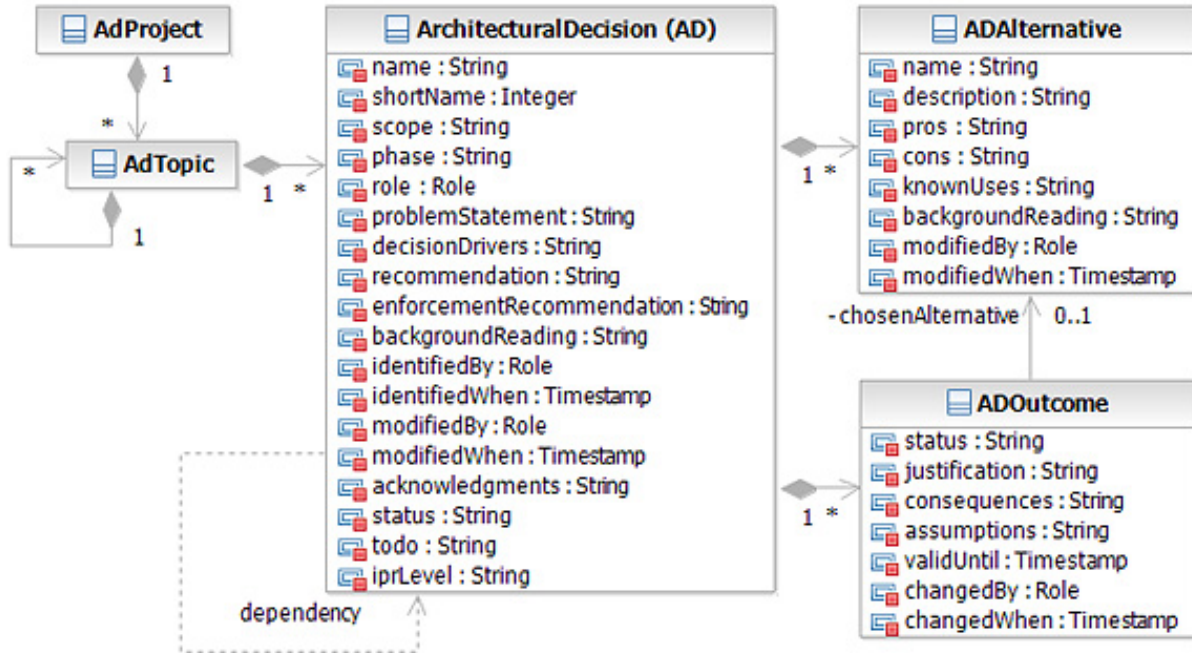 AdProject
1
*
AdTopic
*
1
1 *
ArchitecturalDecision (AD)
name : String
shortName : Integer
scope : String
phase : String
role : Role
problemStatement : String
decisionDrivers : String
recommendation : String
enforcementRecommendation : String
backgroundReading : String
identifiedBy : Role
identifiedWhen : Timestamp
modifiedBy : Role
modifiedWhen : Timestamp
acknowledgments : String
status : String
todo : String
iprLevel : String
dependency
1 *
ADAlternative
name : String
description : String
pros : String
cons : String
knownUses : String
backgroundReading : String
modifiedBy : Role
modifiedWhen : Timestamp
-chosenAlternative 0..1
1 *
ADOutcome
status : String
justification : String
consequences : String
assumptions : String
validUntil : Timestamp
changedBy : Role
changedWhen : Timestamp